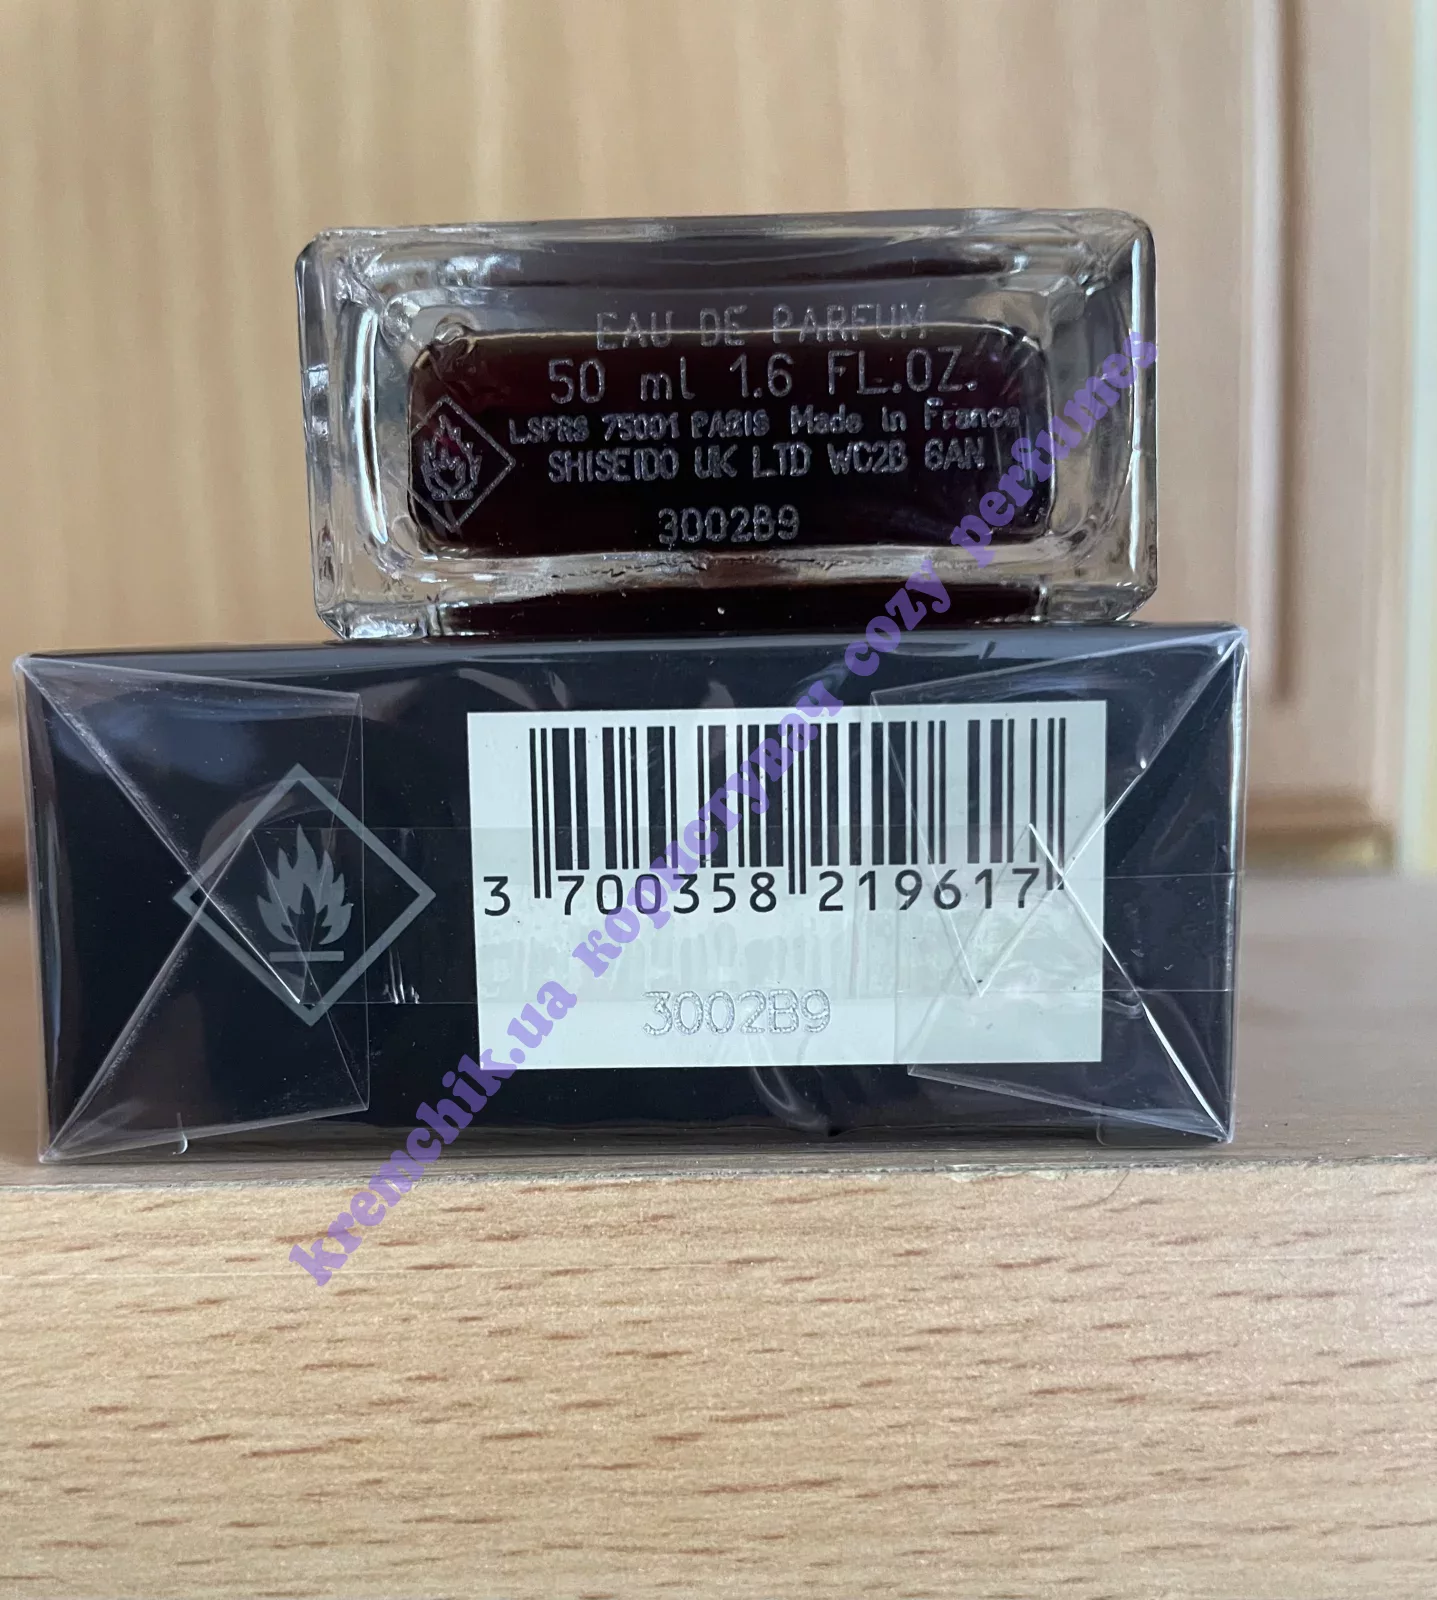 EAU DE PARFUM
50 ml 1.6 FL.OZ.
LSPRS 75001 PARIS Made in France
SHISEIDO UK LTD WC2B 6AN
3002B9
3 700358 219617
3002B9
kremchik.ua користувач cozy perfumes